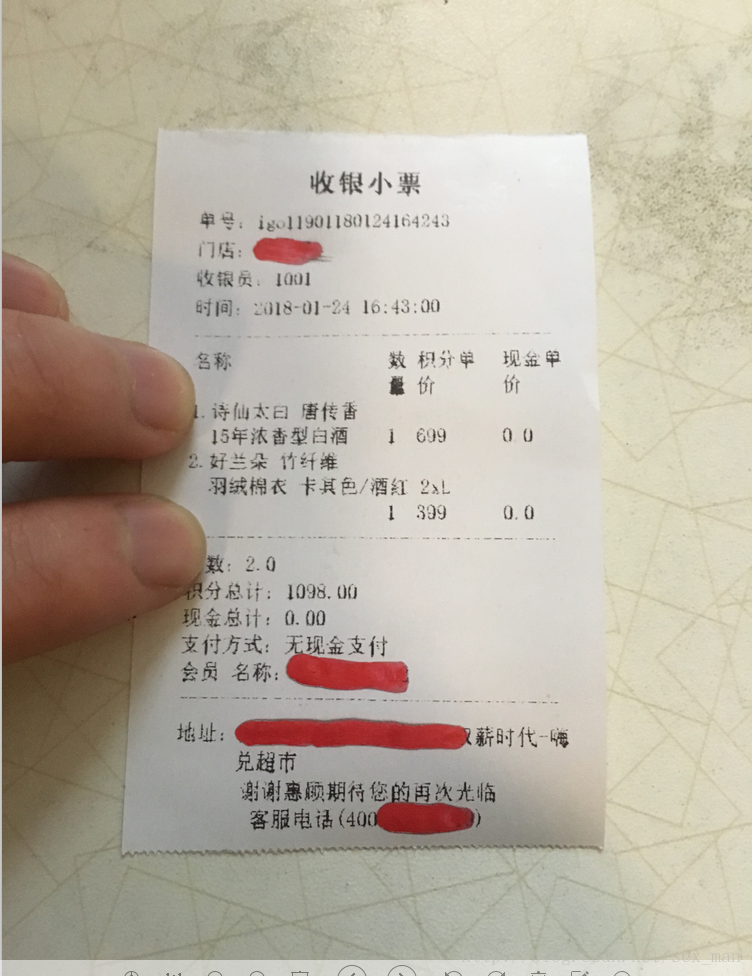 收银小票
单号: igo11901180124164243
门店:
收银员: 1001
时间: 2018-01-24 16:43:00
名称 数量 积分单价 现金单价
1. 诗仙太白 唐传香
15年浓香型白酒 1 699 0.0
2. 好兰朵 竹纤维
羽绒棉衣 卡其色/酒红 2xL
1 399 0.0
数: 2.0
积分总计: 1098.00
现金总计: 0.00
支付方式: 无现金支付
会员 名称:
地址: 薪时代-嗨
兑超市
谢谢惠顾期待您的再次光临
客服电话(400 )